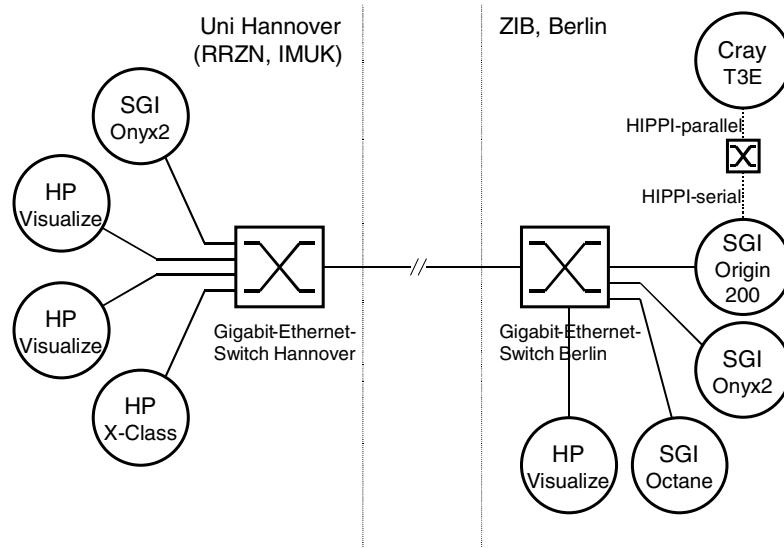 Uni Hannover
(RRZN, IMUK)
ZIB, Berlin
Cray
T3E
SGI
Onyx2
HIPPI-parallel
HP
Visualize
HIPPI-serial
SGI
Origin
200
HP
Visualize
Gigabit-Ethernet-
Switch Hannover
Gigabit-Ethernet-
Switch Berlin
SGI
Onyx2
HP
X-Class
HP
Visualize
SGI
Octane